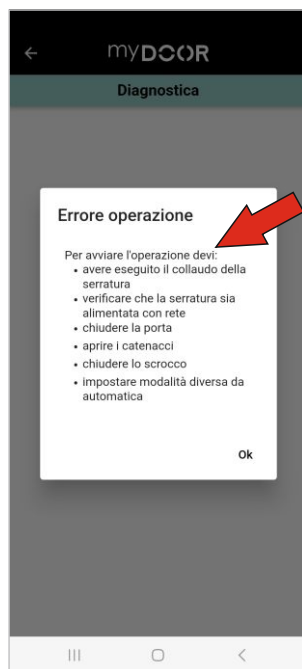 myDOOR
Diagnostica
Errore operazione
Per avviare l'operazione devi:
• avere eseguito il collaudo della
serratura
• verificare che la serratura sia
alimentata con rete
• chiudere la porta
• aprire i catenacci
• chiudere lo scrocco
• impostare modalità diversa da
automatica
Ok